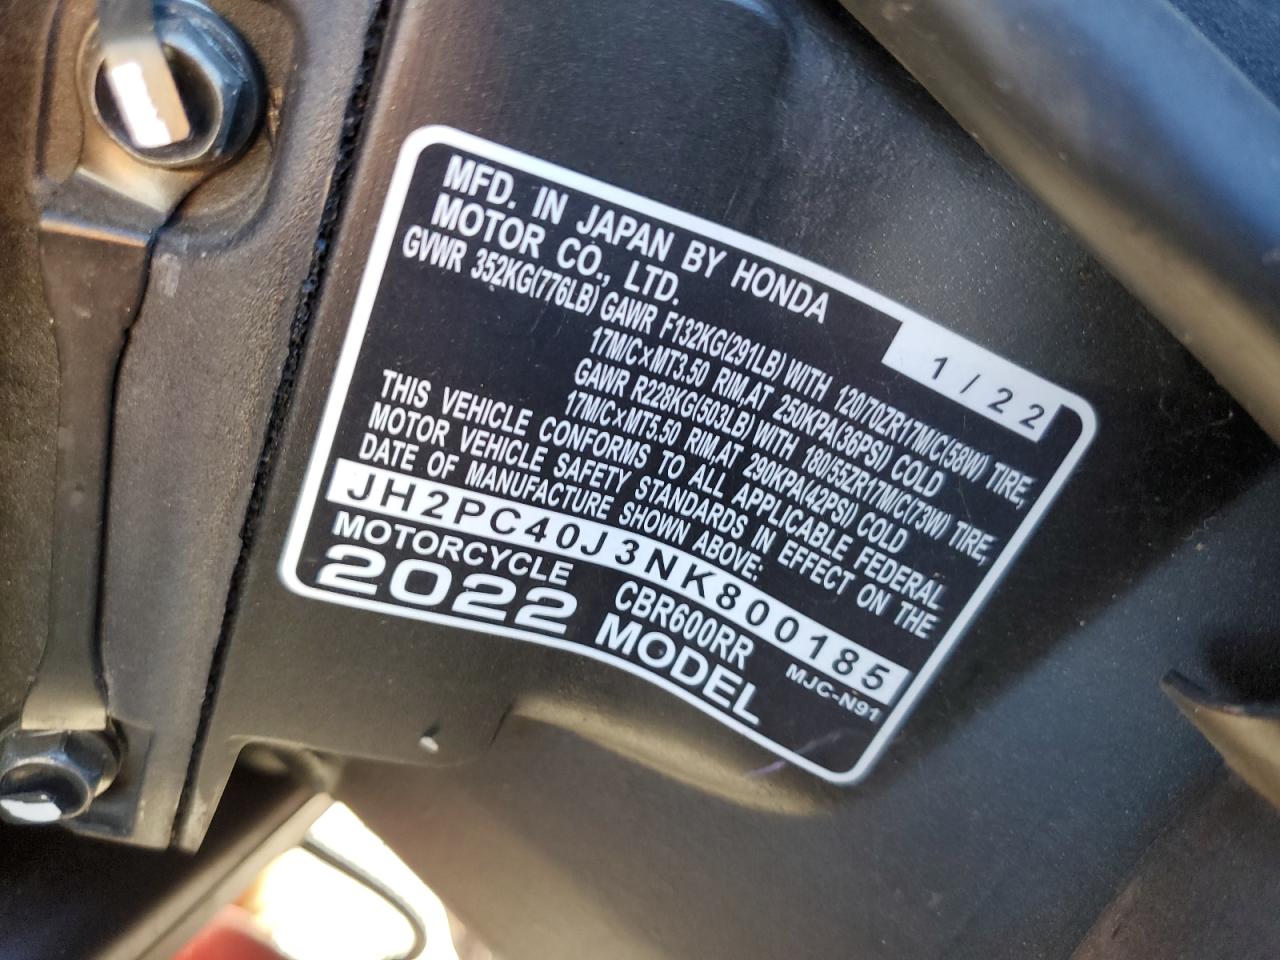 MFD. IN JAPAN BY HONDA
MOTOR CO., LTD.
1/22
GVWR 352KG(776LB) GAWR F132KG(291LB) WITH 120/70ZR17M/C(58W) TIRE,
17M/C×MT3.50 RIM,AT 250KPA(36PSI) COLD
GAWR R228KG(503LB) WITH 180/55ZR17M/C(73W) TIRE,
17M/C×MT5.50 RIM,AT 290KPA(42PSI) COLD
THIS VEHICLE CONFORMS TO ALL APPLICABLE FEDERAL
MOTOR VEHICLE SAFETY STANDARDS IN EFFECT ON THE
DATE OF MANUFACTURE SHOWN ABOVE:
JH2PC40J3NK800185
MOTORCYCLE CBR600RR MJC-N91
2022 MODEL